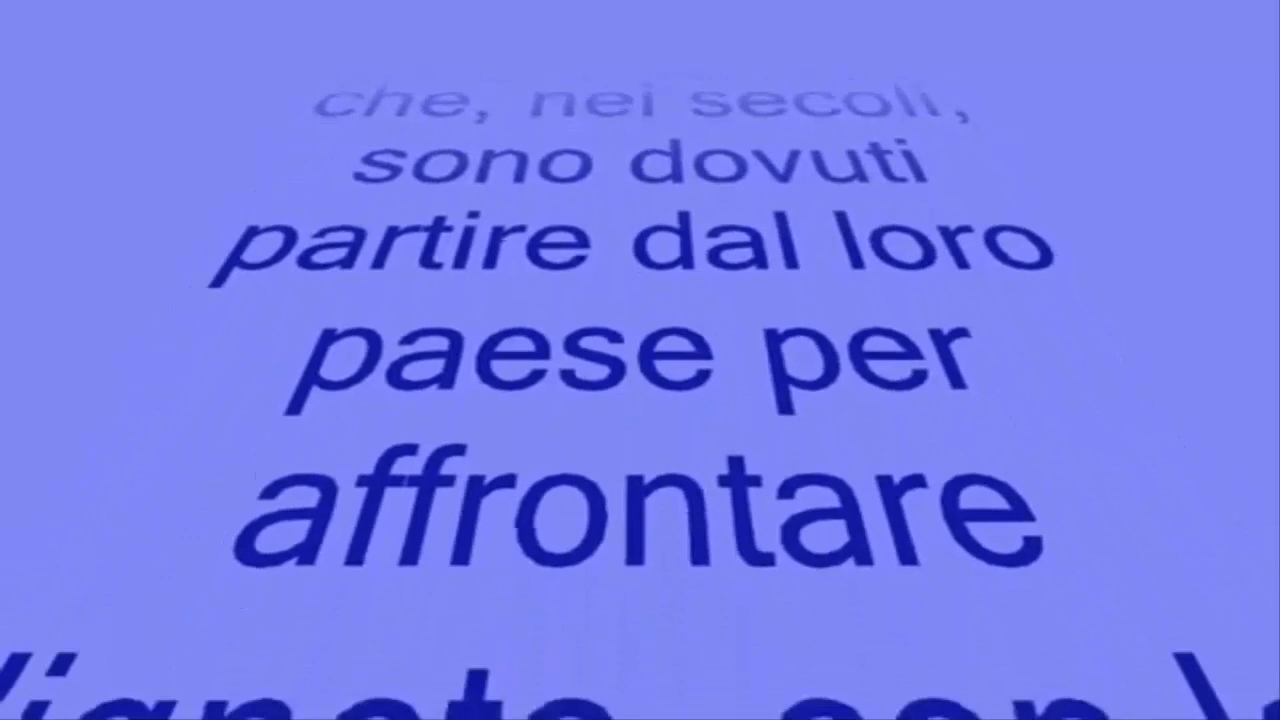 che, nei secoli,
sono dovuti
partire dal loro
paese per
affrontare